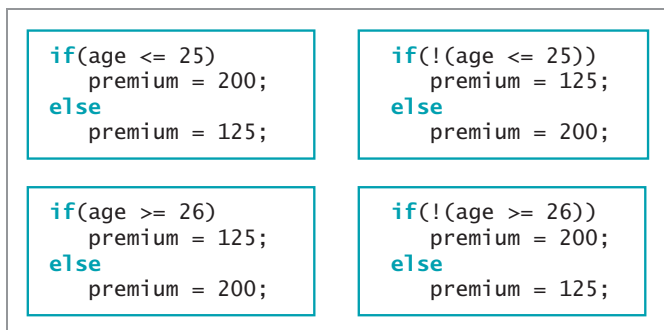 if(age <= 25)
   premium = 200;
else
   premium = 125;
if(!(age <= 25))
   premium = 125;
else
   premium = 200;
if(age >= 26)
   premium = 125;
else
   premium = 200;
if(!(age >= 26))
   premium = 200;
else
   premium = 125;